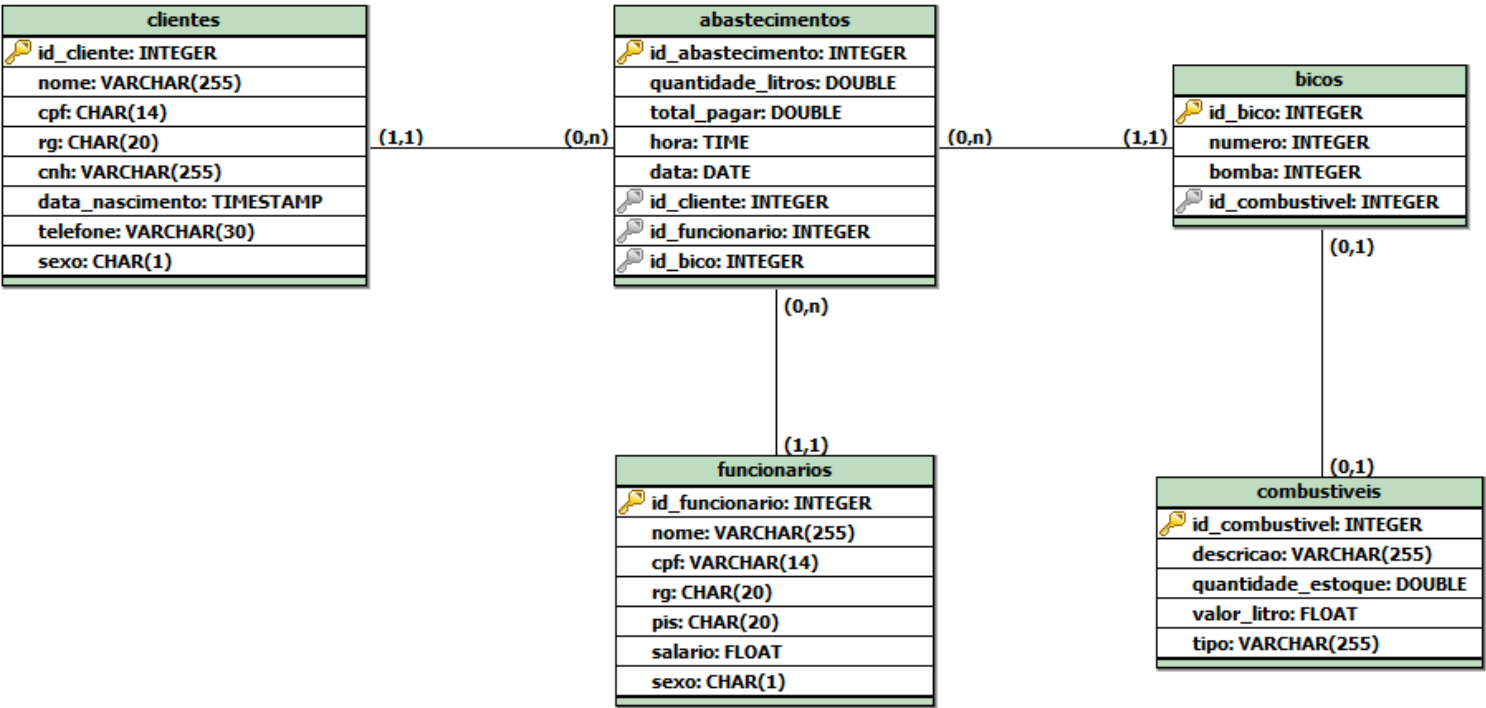 clientes
id_cliente: INTEGER
nome: VARCHAR(255)
cpf: CHAR(14)
rg: CHAR(20)
cnh: VARCHAR(255)
data_nascimento: TIMESTAMP
telefone: VARCHAR(30)
sexo: CHAR(1)
(1,1)
(0,n)
abastecimentos
id_abastecimento: INTEGER
quantidade_litros: DOUBLE
total_pagar: DOUBLE
hora: TIME
data: DATE
id_cliente: INTEGER
id_funcionario: INTEGER
id_bico: INTEGER
(0,n)
(1,1)
bicos
id_bico: INTEGER
numero: INTEGER
bomba: INTEGER
id_combustivel: INTEGER
(0,1)
(0,n)
(1,1)
funcionarios
id_funcionario: INTEGER
nome: VARCHAR(255)
cpf: VARCHAR(14)
rg: CHAR(20)
pis: CHAR(20)
salario: FLOAT
sexo: CHAR(1)
(0,1)
combustiveis
id_combustivel: INTEGER
descricao: VARCHAR(255)
quantidade_estoque: DOUBLE
valor_litro: FLOAT
tipo: VARCHAR(255)